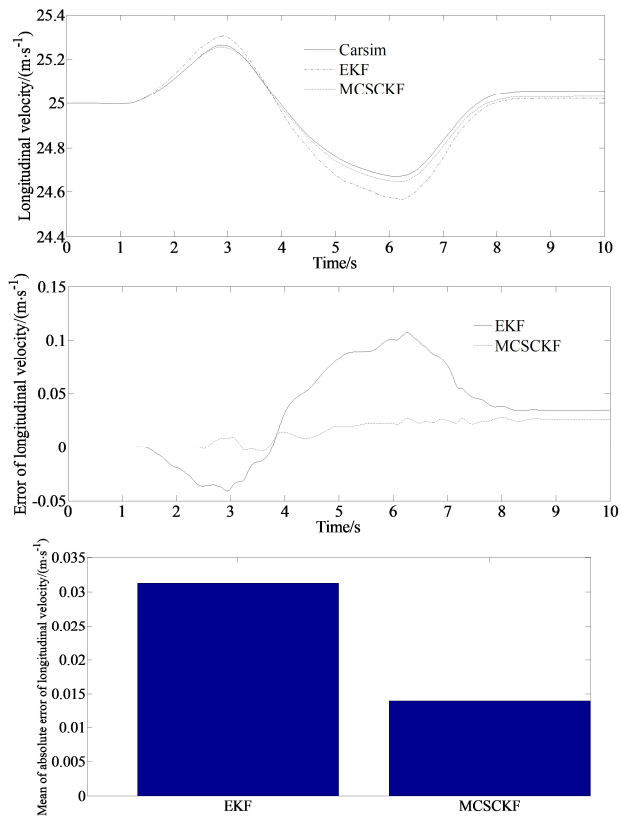 Longitudinal velocity/(m·s-1)
25.4
25.2
25
24.8
24.6
24.4
Carsim
EKF
MCSCKF
0 1 2 3 4 5 6 7 8 9 10
Time/s
Error of longitudinal velocity/(m·s-1)
0.15
0.1
0.05
0
-0.05
EKF
MCSCKF
0 1 2 3 4 5 6 7 8 9 10
Time/s
Mean of absolute error of longitudinal velocity/(m·s-1)
0.035
0.03
0.025
0.02
0.015
0.01
0.005
0
EKF MCSCKF